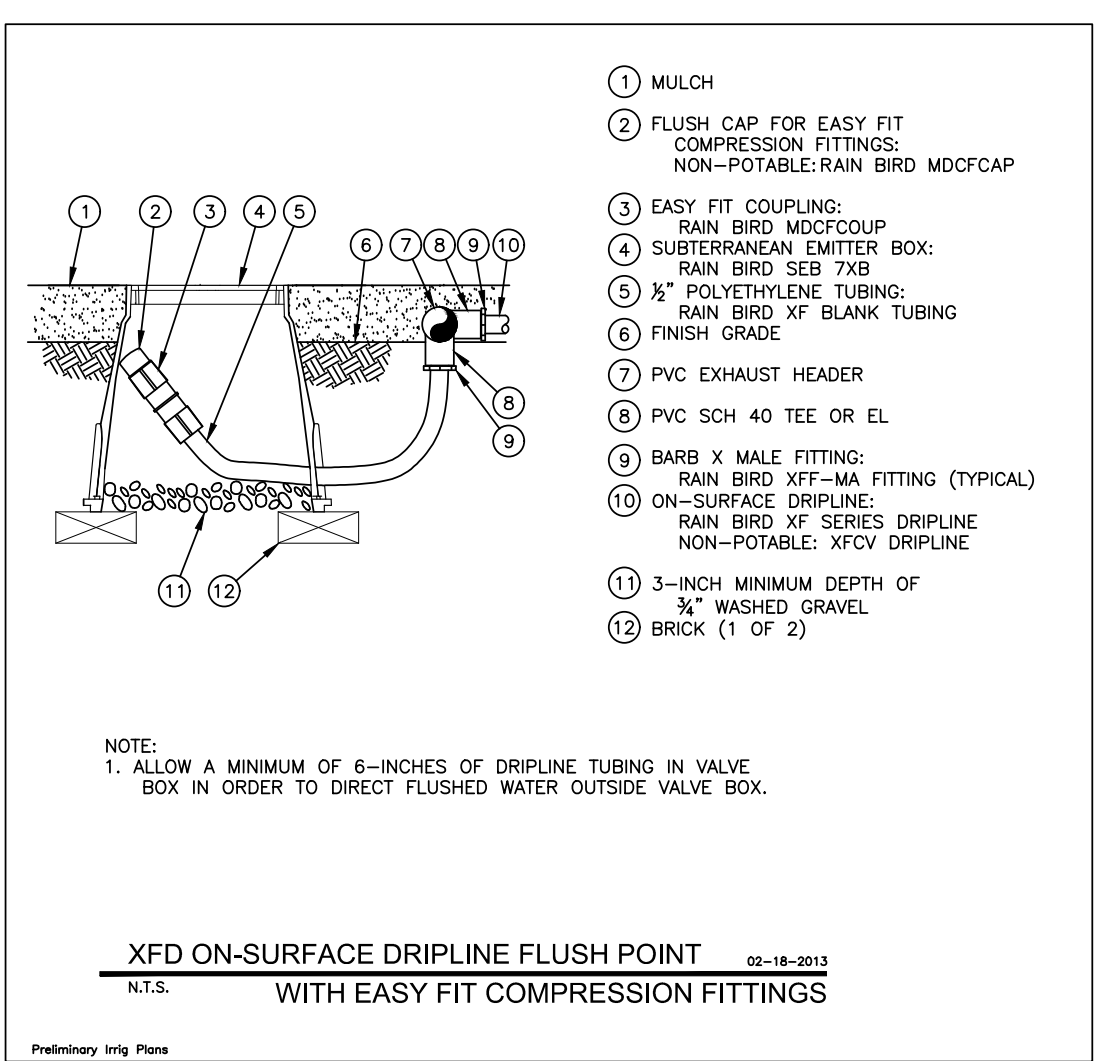 1 MULCH
2 FLUSH CAP FOR EASY FIT
COMPRESSION FITTINGS:
NON-POTABLE: RAIN BIRD MDCFCAP
3 EASY FIT COUPLING:
RAIN BIRD MDCFCOUP
4 SUBTERRANEAN EMITTER BOX:
RAIN BIRD SEB 7XB
5 ½" POLYETHYLENE TUBING:
RAIN BIRD XF BLANK TUBING
6 FINISH GRADE
7 PVC EXHAUST HEADER
8 PVC SCH 40 TEE OR EL
9 BARB X MALE FITTING:
RAIN BIRD XFF-MA FITTING (TYPICAL)
10 ON-SURFACE DRIPLINE:
RAIN BIRD XF SERIES DRIPLINE
NON-POTABLE: XFCV DRIPLINE
11 3-INCH MINIMUM DEPTH OF
¾" WASHED GRAVEL
12 BRICK (1 OF 2)
1 2 3 4 5
6 7 8 9 10
8
9
11 12
NOTE:
1. ALLOW A MINIMUM OF 6-INCHES OF DRIPLINE TUBING IN VALVE
BOX IN ORDER TO DIRECT FLUSHED WATER OUTSIDE VALVE BOX.
XFD ON-SURFACE DRIPLINE FLUSH POINT 02-18-2013
N.T.S. WITH EASY FIT COMPRESSION FITTINGS
Preliminary Irrig Plans